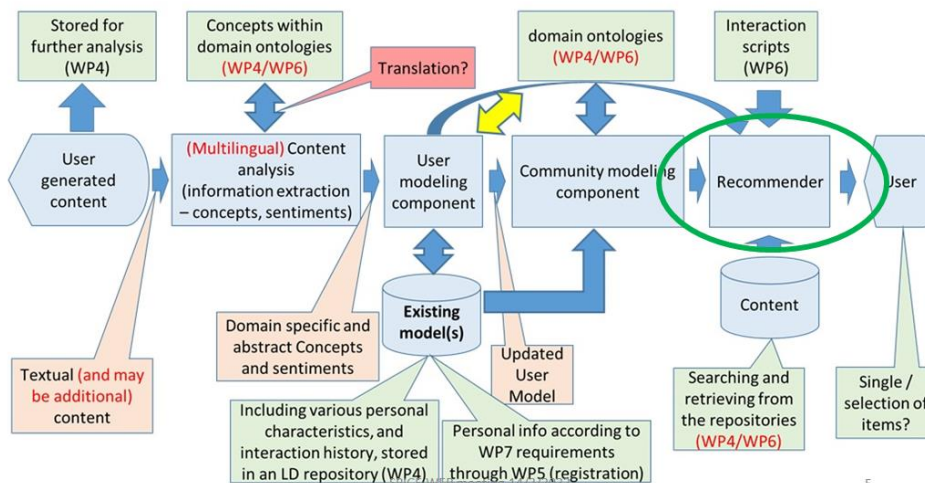 Stored for
further analysis
(WP4)
Concepts within
domain ontologies
(WP4/WP6)
Translation?
domain ontologies
(WP4/WP6)
Interaction
scripts
(WP6)
User
generated
content
(Multilingual) Content
analysis
(information extraction
– concepts, sentiments)
User
modeling
component
Community modeling
component
Recommender
User
Existing
model(s)
Content
Textual (and may
be additional)
content
Domain specific and
abstract Concepts
and sentiments
Updated
User
Model
Including various personal
characteristics, and
interaction history, stored
in an LD repository (WP4)
Personal info according to
WP7 requirements
through WP5 (registration)
Searching and
retrieving from
the repositories
(WP4/WP6)
Single /
selection of
items?
5